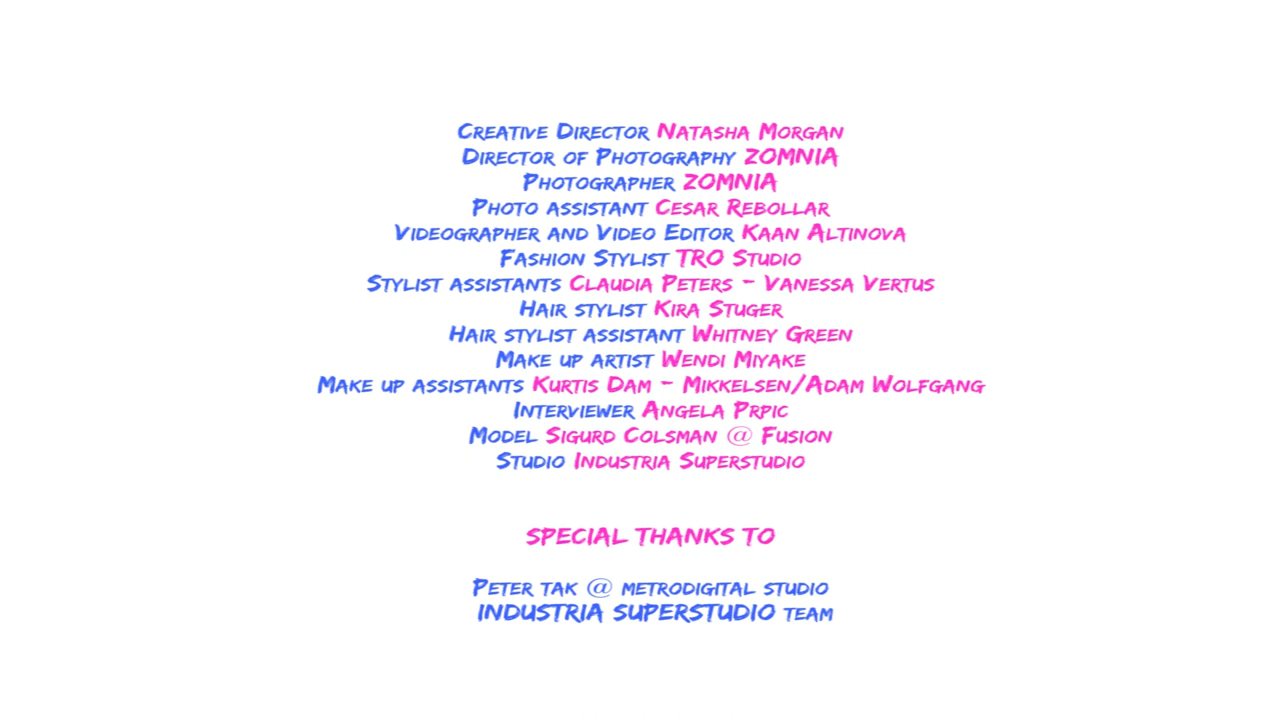 Creative Director Natasha Morgan
Director of Photography ZOMNIA
Photographer ZOMNIA
Photo assistant Cesar Rebollar
Videographer and Video Editor Kaan Altinova
Fashion Stylist TRO Studio
Stylist assistants Claudia Peters - Vanessa Vertus
Hair stylist Kira Stuger
Hair stylist assistant Whitney Green
Make up artist Wendi Miyake
Make up assistants Kurtis Dam - Mikkelsen/Adam Wolfgang
Interviewer Angela Prpic
Model Sigurd Colsman @ Fusion
Studio Industria Superstudio
SPECIAL THANKS TO
Peter tak @ metrodigital studio
INDUSTRIA SUPERSTUDIO team